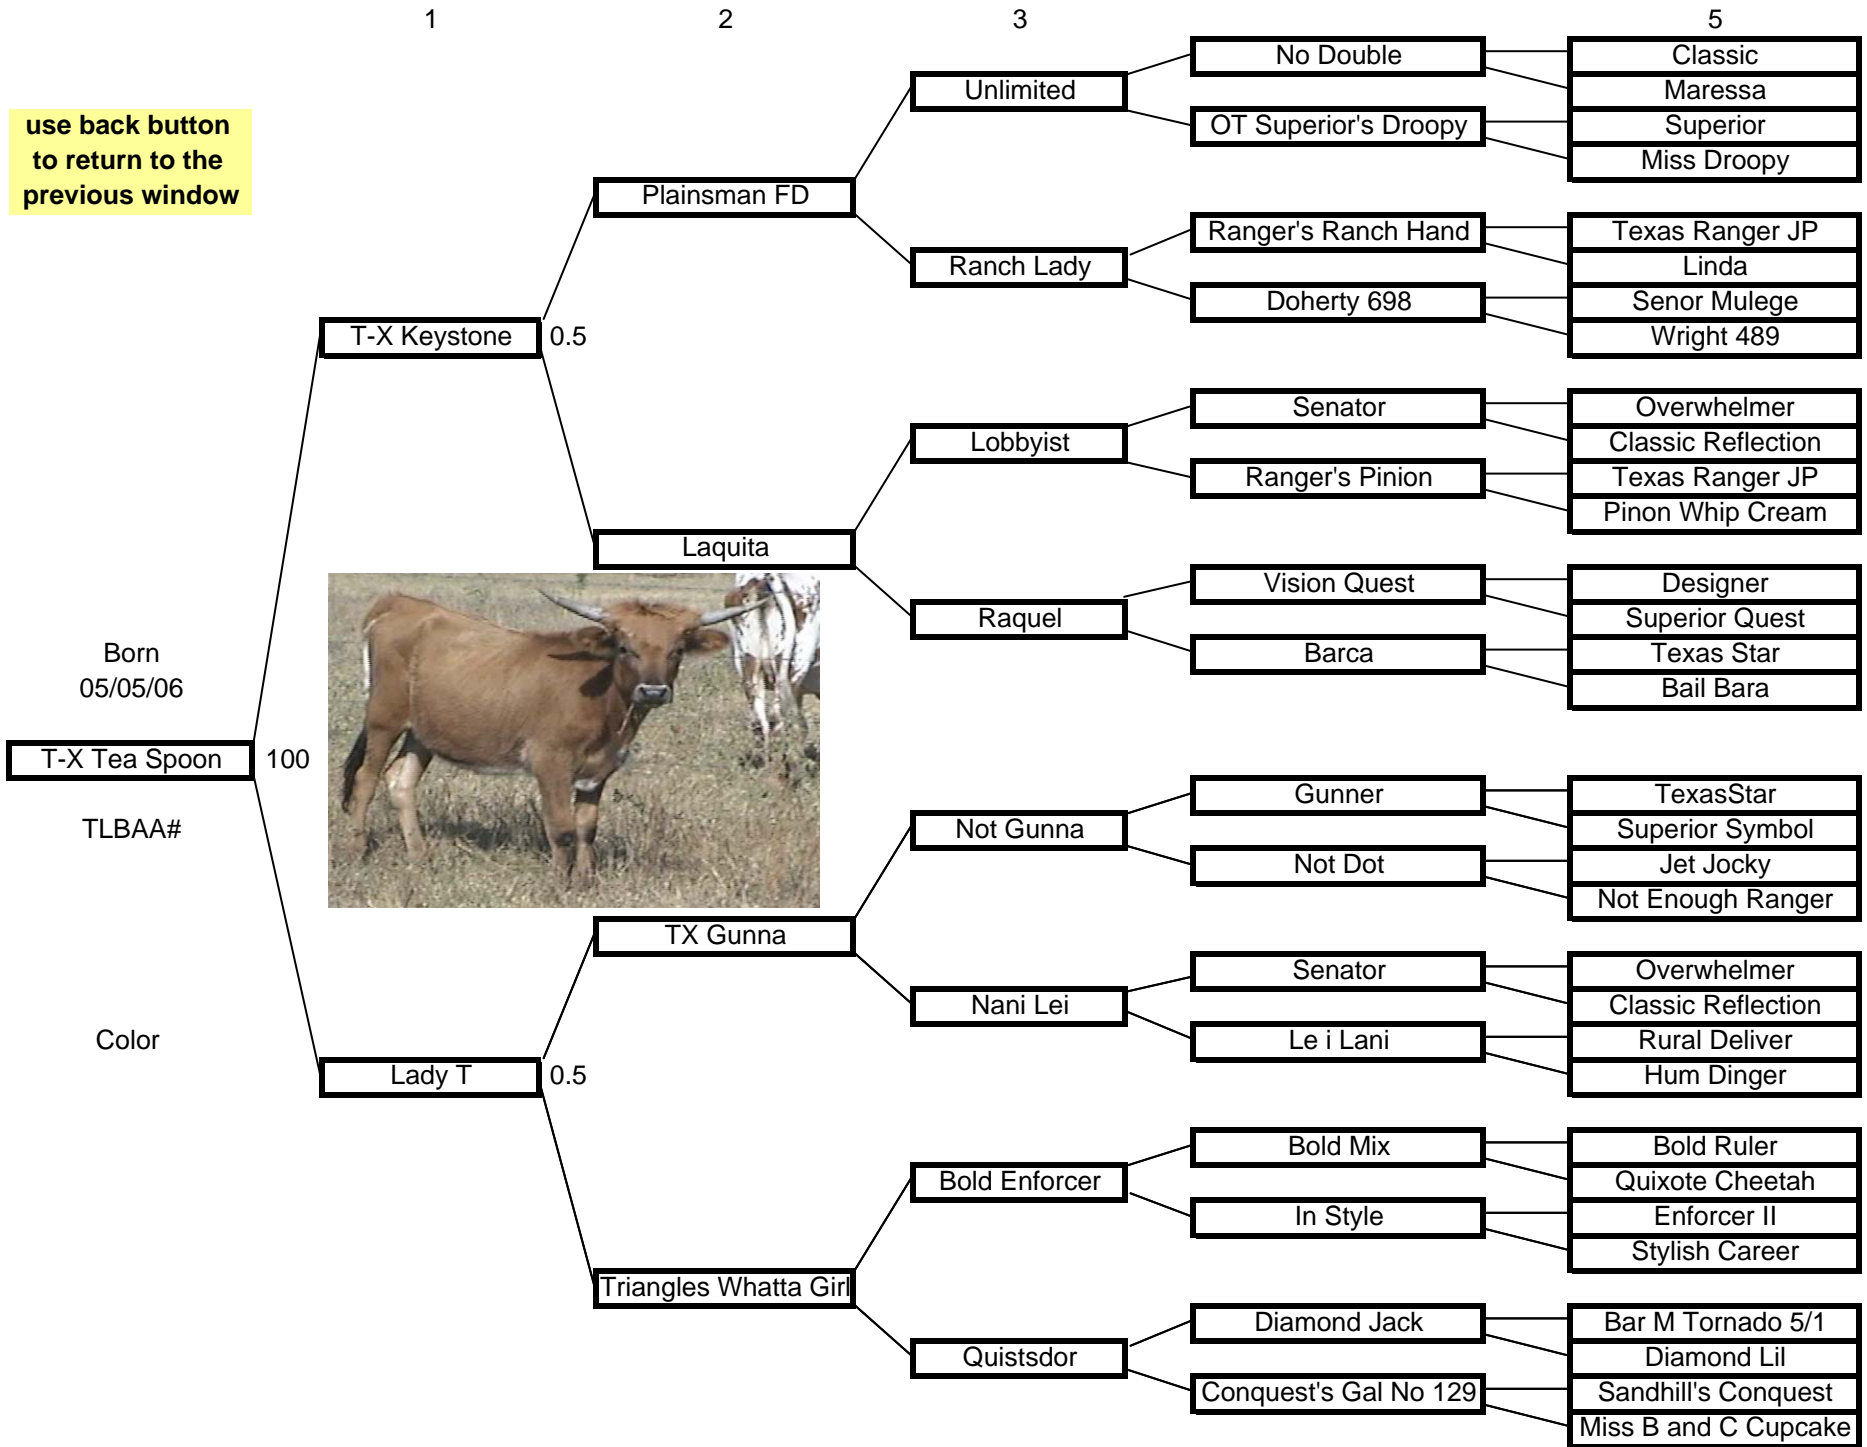 1
2
3
5
use back button
to return to the
previous window
Born
05/05/06
T-X Tea Spoon
100
TLBAA#
Color
T-X Keystone
0.5
Lady T
0.5
Plainsman FD
Laquita
TX Gunna
Triangles Whatta Girl
Unlimited
Ranch Lady
Lobbyist
Raquel
Not Gunna
Nani Lei
Bold Enforcer
Quistsdor
No Double
OT Superior's Droopy
Ranger's Ranch Hand
Doherty 698
Senator
Ranger's Pinion
Vision Quest
Barca
Gunner
Not Dot
Senator
Le i Lani
Bold Mix
In Style
Diamond Jack
Conquest's Gal No 129
Classic
Maressa
Superior
Miss Droopy
Texas Ranger JP
Linda
Senor Mulege
Wright 489
Overwhelmer
Classic Reflection
Texas Ranger JP
Pinon Whip Cream
Designer
Superior Quest
Texas Star
Bail Bara
TexasStar
Superior Symbol
Jet Jocky
Not Enough Ranger
Overwhelmer
Classic Reflection
Rural Deliver
Hum Dinger
Bold Ruler
Quixote Cheetah
Enforcer II
Stylish Career
Bar M Tornado 5/1
Diamond Lil
Sandhill's Conquest
Miss B and C Cupcake